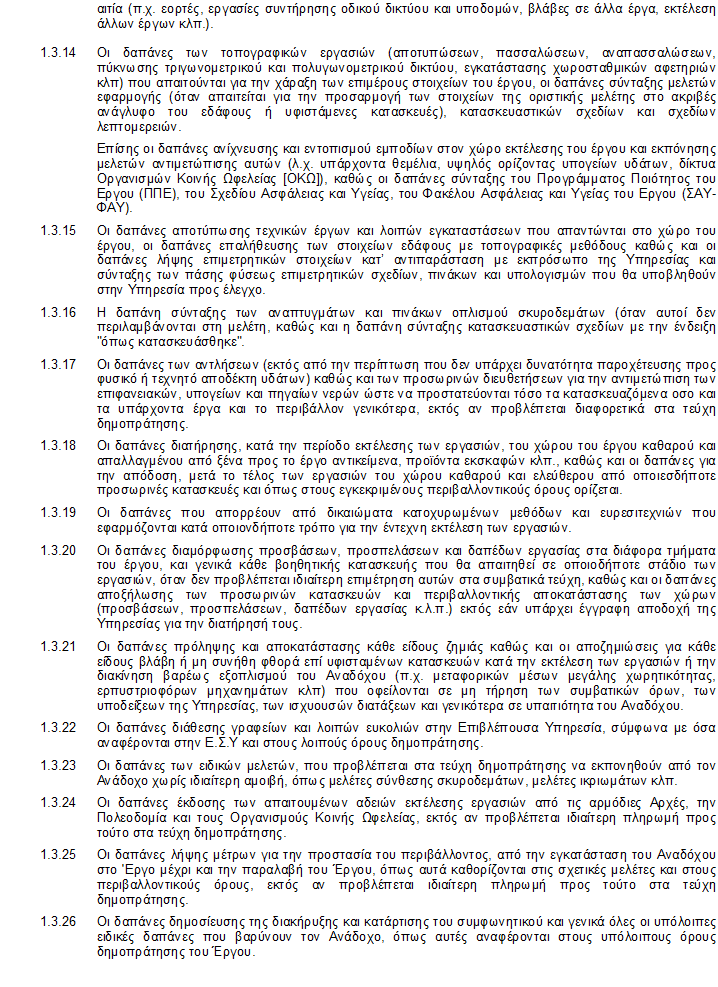 αιτία (π.χ. εορτές, εργασίες συντήρησης οδικού δικτύου και υποδομών, βλάβες σε άλλα έργα, εκτέλεση
άλλων έργων κλπ.).
1.3.14 Οι δαπάνες των τοπογραφικών εργασιών (αποτυπώσεων, πασσαλώσεων, αναπασσαλώσεων,
πύκνωσης τριγωνομετρικού και πολυγωνομετρικού δικτύου, εγκατάστασης χωροσταθμικών αφετηριών
κλπ) που απαιτούνται για την χάραξη των επιμέρους στοιχείων του έργου, οι δαπάνες σύνταξης μελετών
εφαρμογής (όταν απαιτείται για την προσαρμογή των στοιχείων της οριστικής μελέτης στο ακριβές
ανάγλυφο του εδάφους ή υφιστάμενες κατασκευές), κατασκευαστικών σχεδίων και σχεδίων
λεπτομερειών.
Επίσης οι δαπάνες ανίχνευσης και εντοπισμού εμποδίων στον χώρο εκτέλεσης του έργου και εκπόνησης
μελετών αντιμετώπισης αυτών (λ.χ. υπάρχοντα θεμέλια, υψηλός ορίζοντας υπογείων υδάτων, δίκτυα
Οργανισμών Κοινής Ωφελείας [ΟΚΩ]), καθώς οι δαπάνες σύνταξης του Προγράμματος Ποιότητος του
Εργου (ΠΠΕ), του Σχεδίου Ασφάλειας και Υγείας, του Φακέλου Ασφάλειας και Υγείας του Εργου (ΣΑΥ-
ΦΑΥ).
1.3.15 Οι δαπάνες αποτύπωσης τεχνικών έργων και λοιπών εγκαταστάσεων που απαντώνται στο χώρο του
έργου, οι δαπάνες επαλήθευσης των στοιχείων εδάφους με τοπογραφικές μεθόδους καθώς και οι
δαπάνες λήψης επιμετρητικών στοιχείων κατ' αντιπαράσταση με εκπρόσωπο της Υπηρεσίας και
σύνταξης των πάσης φύσεως επιμετρητικών σχεδίων, πινάκων και υπολογισμών που θα υποβληθούν
στην Υπηρεσία προς έλεγχο.
1.3.16 Η δαπάνη σύνταξης των αναπτυγμάτων και πινάκων οπλισμού σκυροδεμάτων (όταν αυτοί δεν
περιλαμβάνονται στη μελέτη, καθώς και η δαπάνη σύνταξης κατασκευαστικών σχεδίων με την ένδειξη
"όπως κατασκευάσθηκε".
1.3.17 Οι δαπάνες των αντλήσεων (εκτός από την περίπτωση που δεν υπάρχει δυνατότητα παροχέτευσης προς
φυσικό ή τεχνητό αποδέκτη υδάτων) καθώς και των προσωρινών διευθετήσεων για την αντιμετώπιση των
επιφανειακών, υπογείων και πηγαίων νερών ώστε να προστατεύονται τόσο τα κατασκευαζόμενα οσο και
τα υπάρχοντα έργα και το περιβάλλον γενικότερα, εκτός αν προβλέπεται διαφορετικά στα τεύχη
δημοπράτησης.
1.3.18 Οι δαπάνες διατήρησης, κατά την περίοδο εκτέλεσης των εργασιών, του χώρου του έργου καθαρού και
απαλλαγμένου από ξένα προς το έργο αντικείμενα, προϊόντα εκσκαφών κλπ., καθώς και οι δαπάνες για
την απόδοση, μετά το τέλος των εργασιών του χώρου καθαρού και ελεύθερου από οποιεσδήποτε
προσωρινές κατασκευές και όπως στους εγκεκριμένους περιβαλλοντικούς όρους ορίζεται.
1.3.19 Οι δαπάνες που απορρέουν από δικαιώματα κατοχυρωμένων μεθόδων και ευρεσιτεχνιών που
εφαρμόζονται κατά οποιονδήποτε τρόπο για την έντεχνη εκτέλεση των εργασιών.
1.3.20 Οι δαπάνες διαμόρφωσης προσβάσεων, προσπελάσεων και δαπέδων εργασίας στα διάφορα τμήματα
του έργου, και γενικά κάθε βοηθητικής κατασκευής που θα απαιτηθεί σε οποιοδήποτε στάδιο των
εργασιών, όταν δεν προβλέπεται ιδιαίτερη επιμέτρηση αυτών στα συμβατικά τεύχη, καθώς και οι δαπάνες
αποξήλωσης των προσωρινών κατασκευών και περιβαλλοντικής αποκατάστασης των χώρων
(προσβάσεων, προσπελάσεων, δαπέδων εργασίας κ.λ.π.) εκτός εάν υπάρχει έγγραφη αποδοχή της
Υπηρεσίας για την διατήρησή τους.
1.3.21 Οι δαπάνες πρόληψης και αποκατάστασης κάθε είδους ζημιάς καθώς και οι αποζημιώσεις για κάθε
είδους βλάβη ή μη συνήθη φθορά επί υφισταμένων κατασκευών κατά την εκτέλεση των εργασιών ή την
διακίνηση βαρέως εξοπλισμού του Αναδόχου (π.χ. μεταφορικών μέσων μεγάλης χωρητικότητας,
ερπυστριοφόρων μηχανημάτων κλπ) που οφείλονται σε μη τήρηση των συμβατικών όρων, των
υποδείξεων της Υπηρεσίας, των ισχυουσών διατάξεων και γενικότερα σε υπαιτιότητα του Αναδόχου.
1.3.22 Οι δαπάνες διάθεσης γραφείων και λοιπών ευκολιών στην Επιβλέπουσα Υπηρεσία, σύμφωνα με όσα
αναφέρονται στην Ε.Σ.Υ και στους λοιπούς όρους δημοπράτησης.
1.3.23 Οι δαπάνες των ειδικών μελετών, που προβλέπεται στα τεύχη δημοπράτησης να εκπονηθούν από τον
Ανάδοχο χωρίς ιδιαίτερη αμοιβή, όπως μελέτες σύνθεσης σκυροδεμάτων, μελέτες ικριωμάτων κλπ.
1.3.24 Οι δαπάνες έκδοσης των απαιτουμένων αδειών εκτέλεσης εργασιών από τις αρμόδιες Αρχές, την
Πολεοδομία και τους Οργανισμούς Κοινής Ωφελείας, εκτός αν προβλέπεται ιδιαίτερη πληρωμή προς
τούτο στα τεύχη δημοπράτησης.
1.3.25 Οι δαπάνες λήψης μέτρων για την προστασία του περιβάλλοντος, από την εγκατάσταση του Αναδόχου
στο 'Εργο μέχρι και την παραλαβή του Έργου, όπως αυτά καθορίζονται στις σχετικές μελέτες και στους
περιβαλλοντικούς όρους, εκτός αν προβλέπεται ιδιαίτερη πληρωμή προς τούτο στα τεύχη
δημοπράτησης.
1.3.26 Οι δαπάνες δημοσίευσης της διακήρυξης και κατάρτισης του συμφωνητικού και γενικά όλες οι υπόλοιπες
ειδικές δαπάνες που βαρύνουν τον Ανάδοχο, όπως αυτές αναφέρονται στους υπόλοιπους όρους
δημοπράτησης του Έργου.